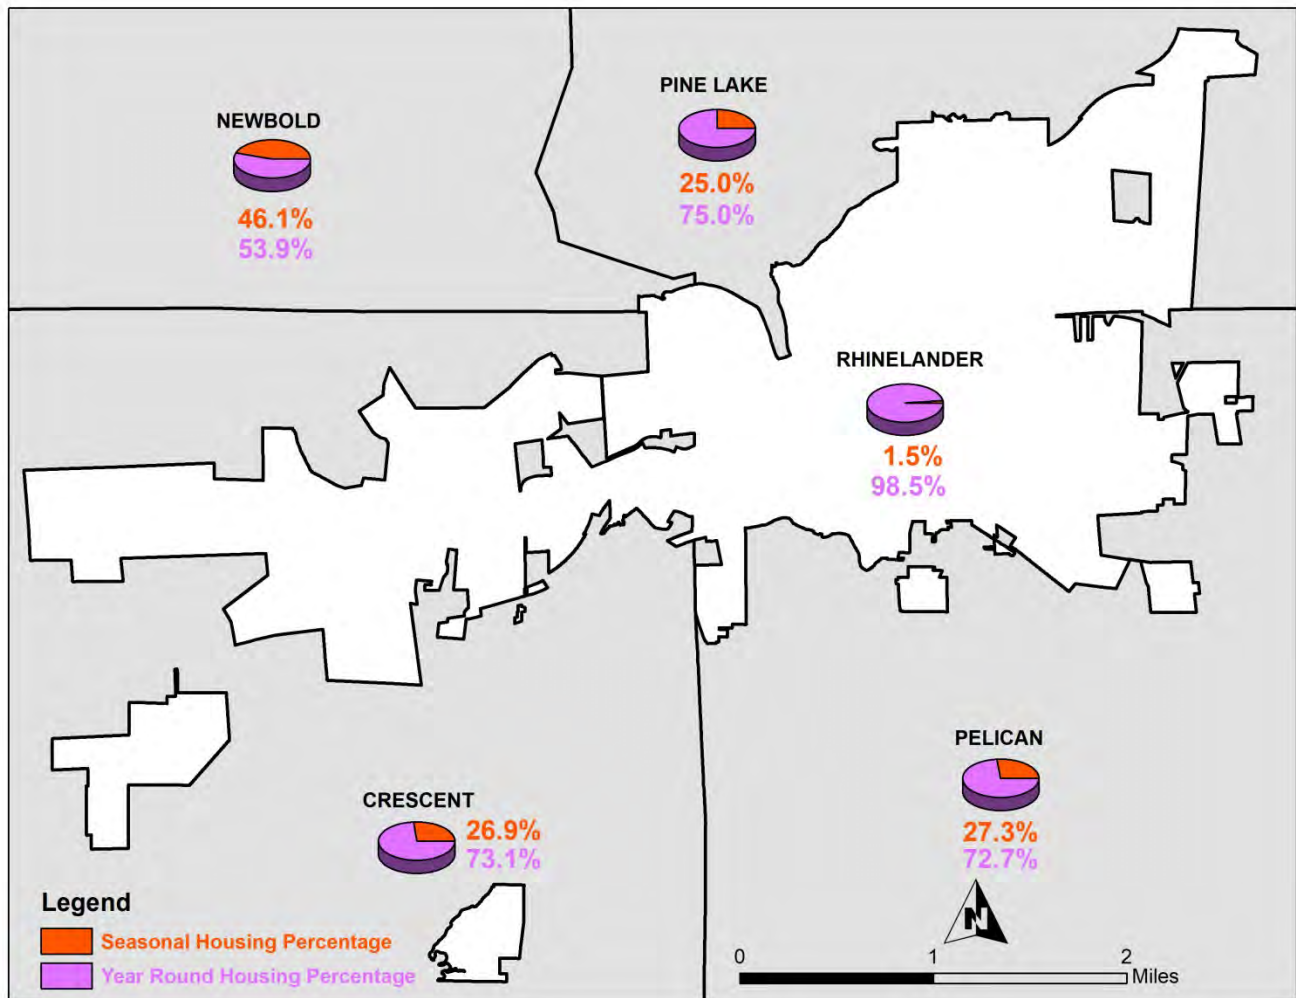 PINE LAKE
25.0%
75.0%
NEWBOLD
46.1%
53.9%
RHINELANDER
1.5%
98.5%
PELICAN
27.3%
72.7%
CRESCENT
26.9%
73.1%
Legend
Seasonal Housing Percentage
Year Round Housing Percentage
N
0 1 2
Miles